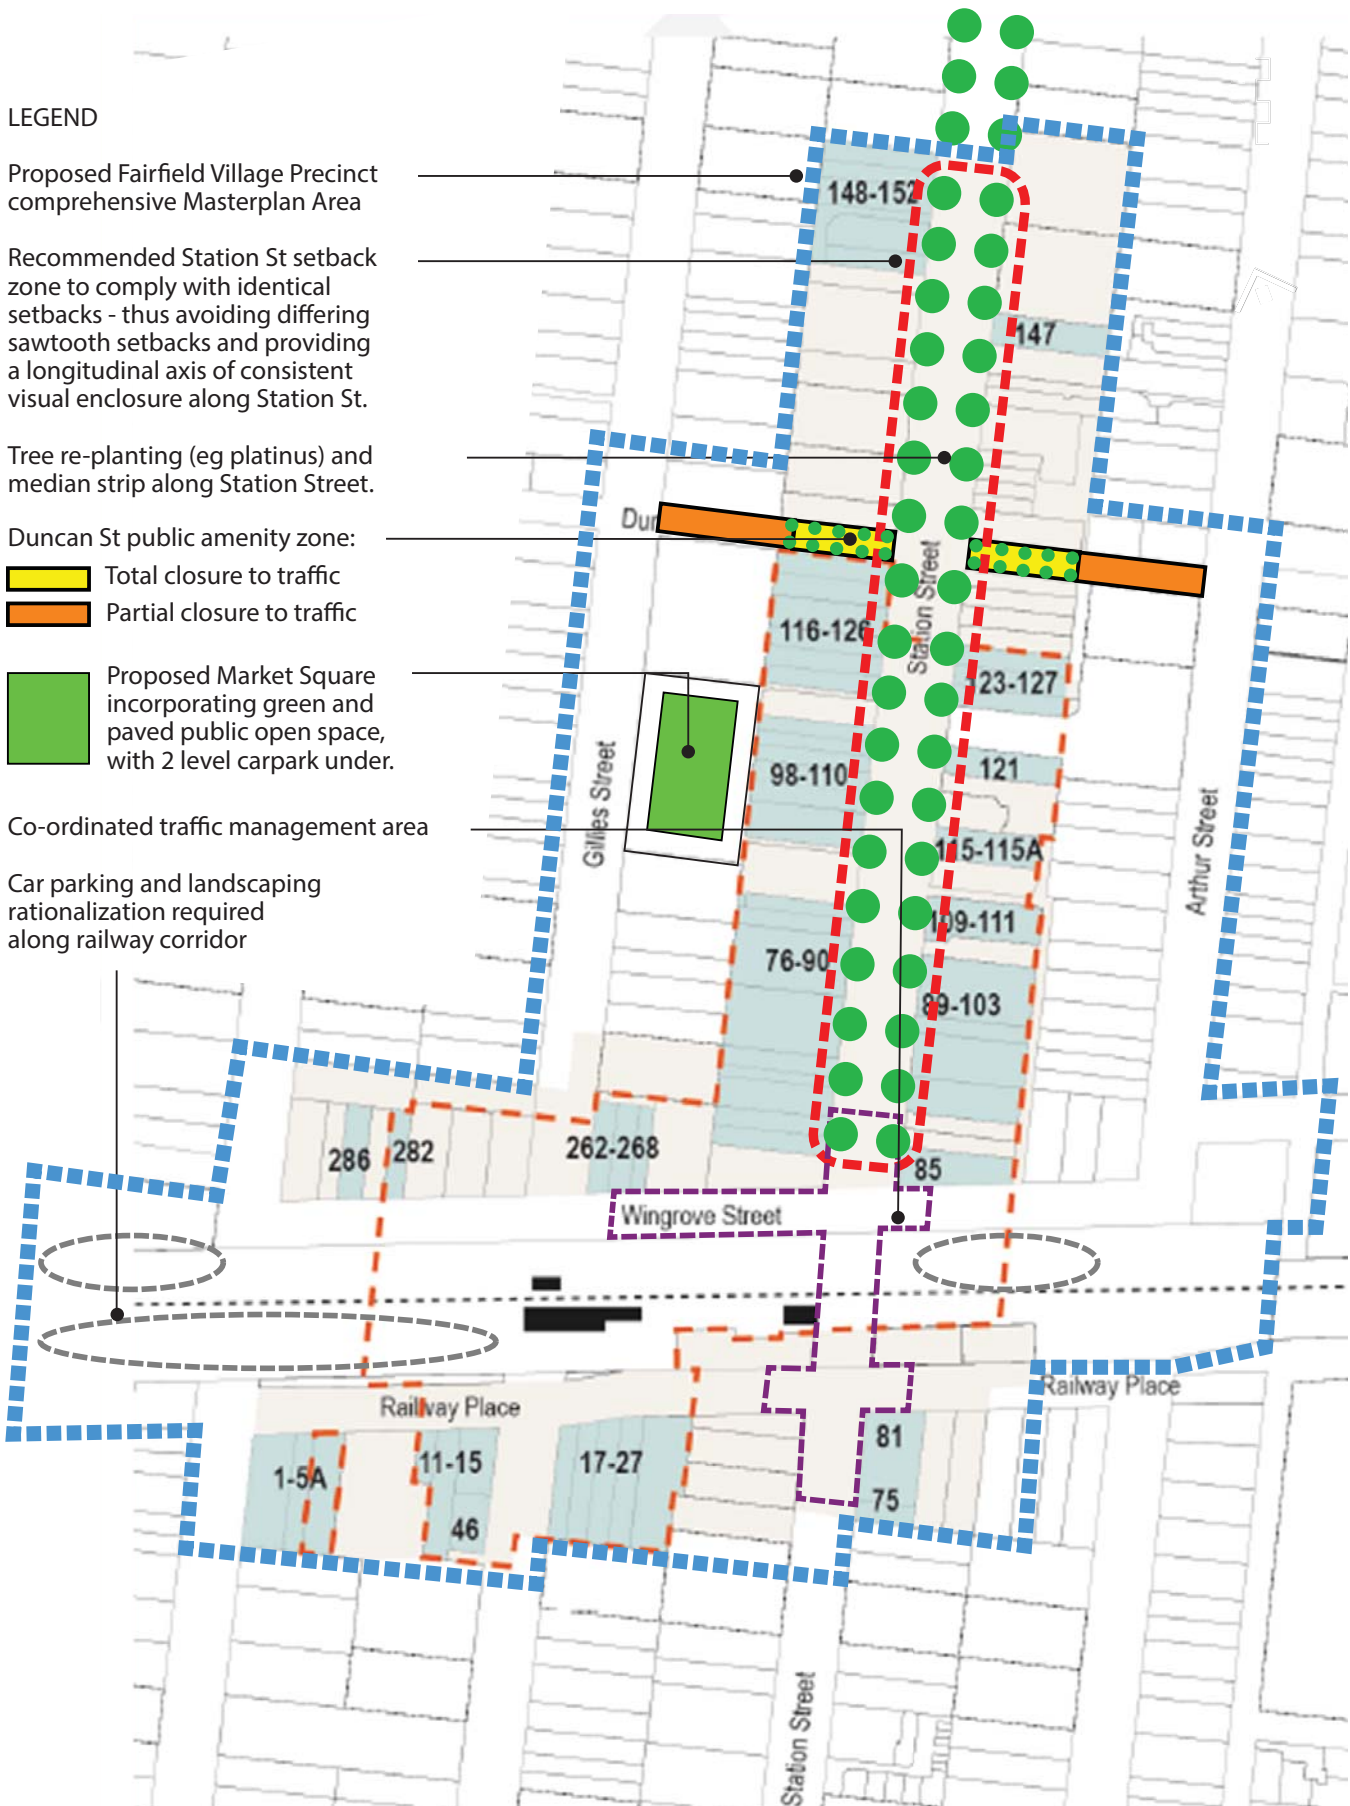 LEGEND
Proposed Fairfield Village Precinct
comprehensive Masterplan Area
Recommended Station St setback
zone to comply with identical
setbacks - thus avoiding differing
sawtooth setbacks and providing
a longitudinal axis of consistent
visual enclosure along Station St.
Tree re-planting (eg platinus) and
median strip along Station Street.
Duncan St public amenity zone:
Total closure to traffic
Partial closure to traffic
Proposed Market Square
incorporating green and
paved public open space,
with 2 level carpark under.
Co-ordinated traffic management area
Car parking and landscaping
rationalization required
along railway corridor
148-152
147
Dun
Station Street
116-126
123-127
98-110
121
Gillies Street
115-115A
Arthur Street
109-111
76-90
89-103
286
282
262-268
85
Wingrove Street
Railway Place
Railway Place
1-5A
11-15
17-27
81
46
75
Station Street